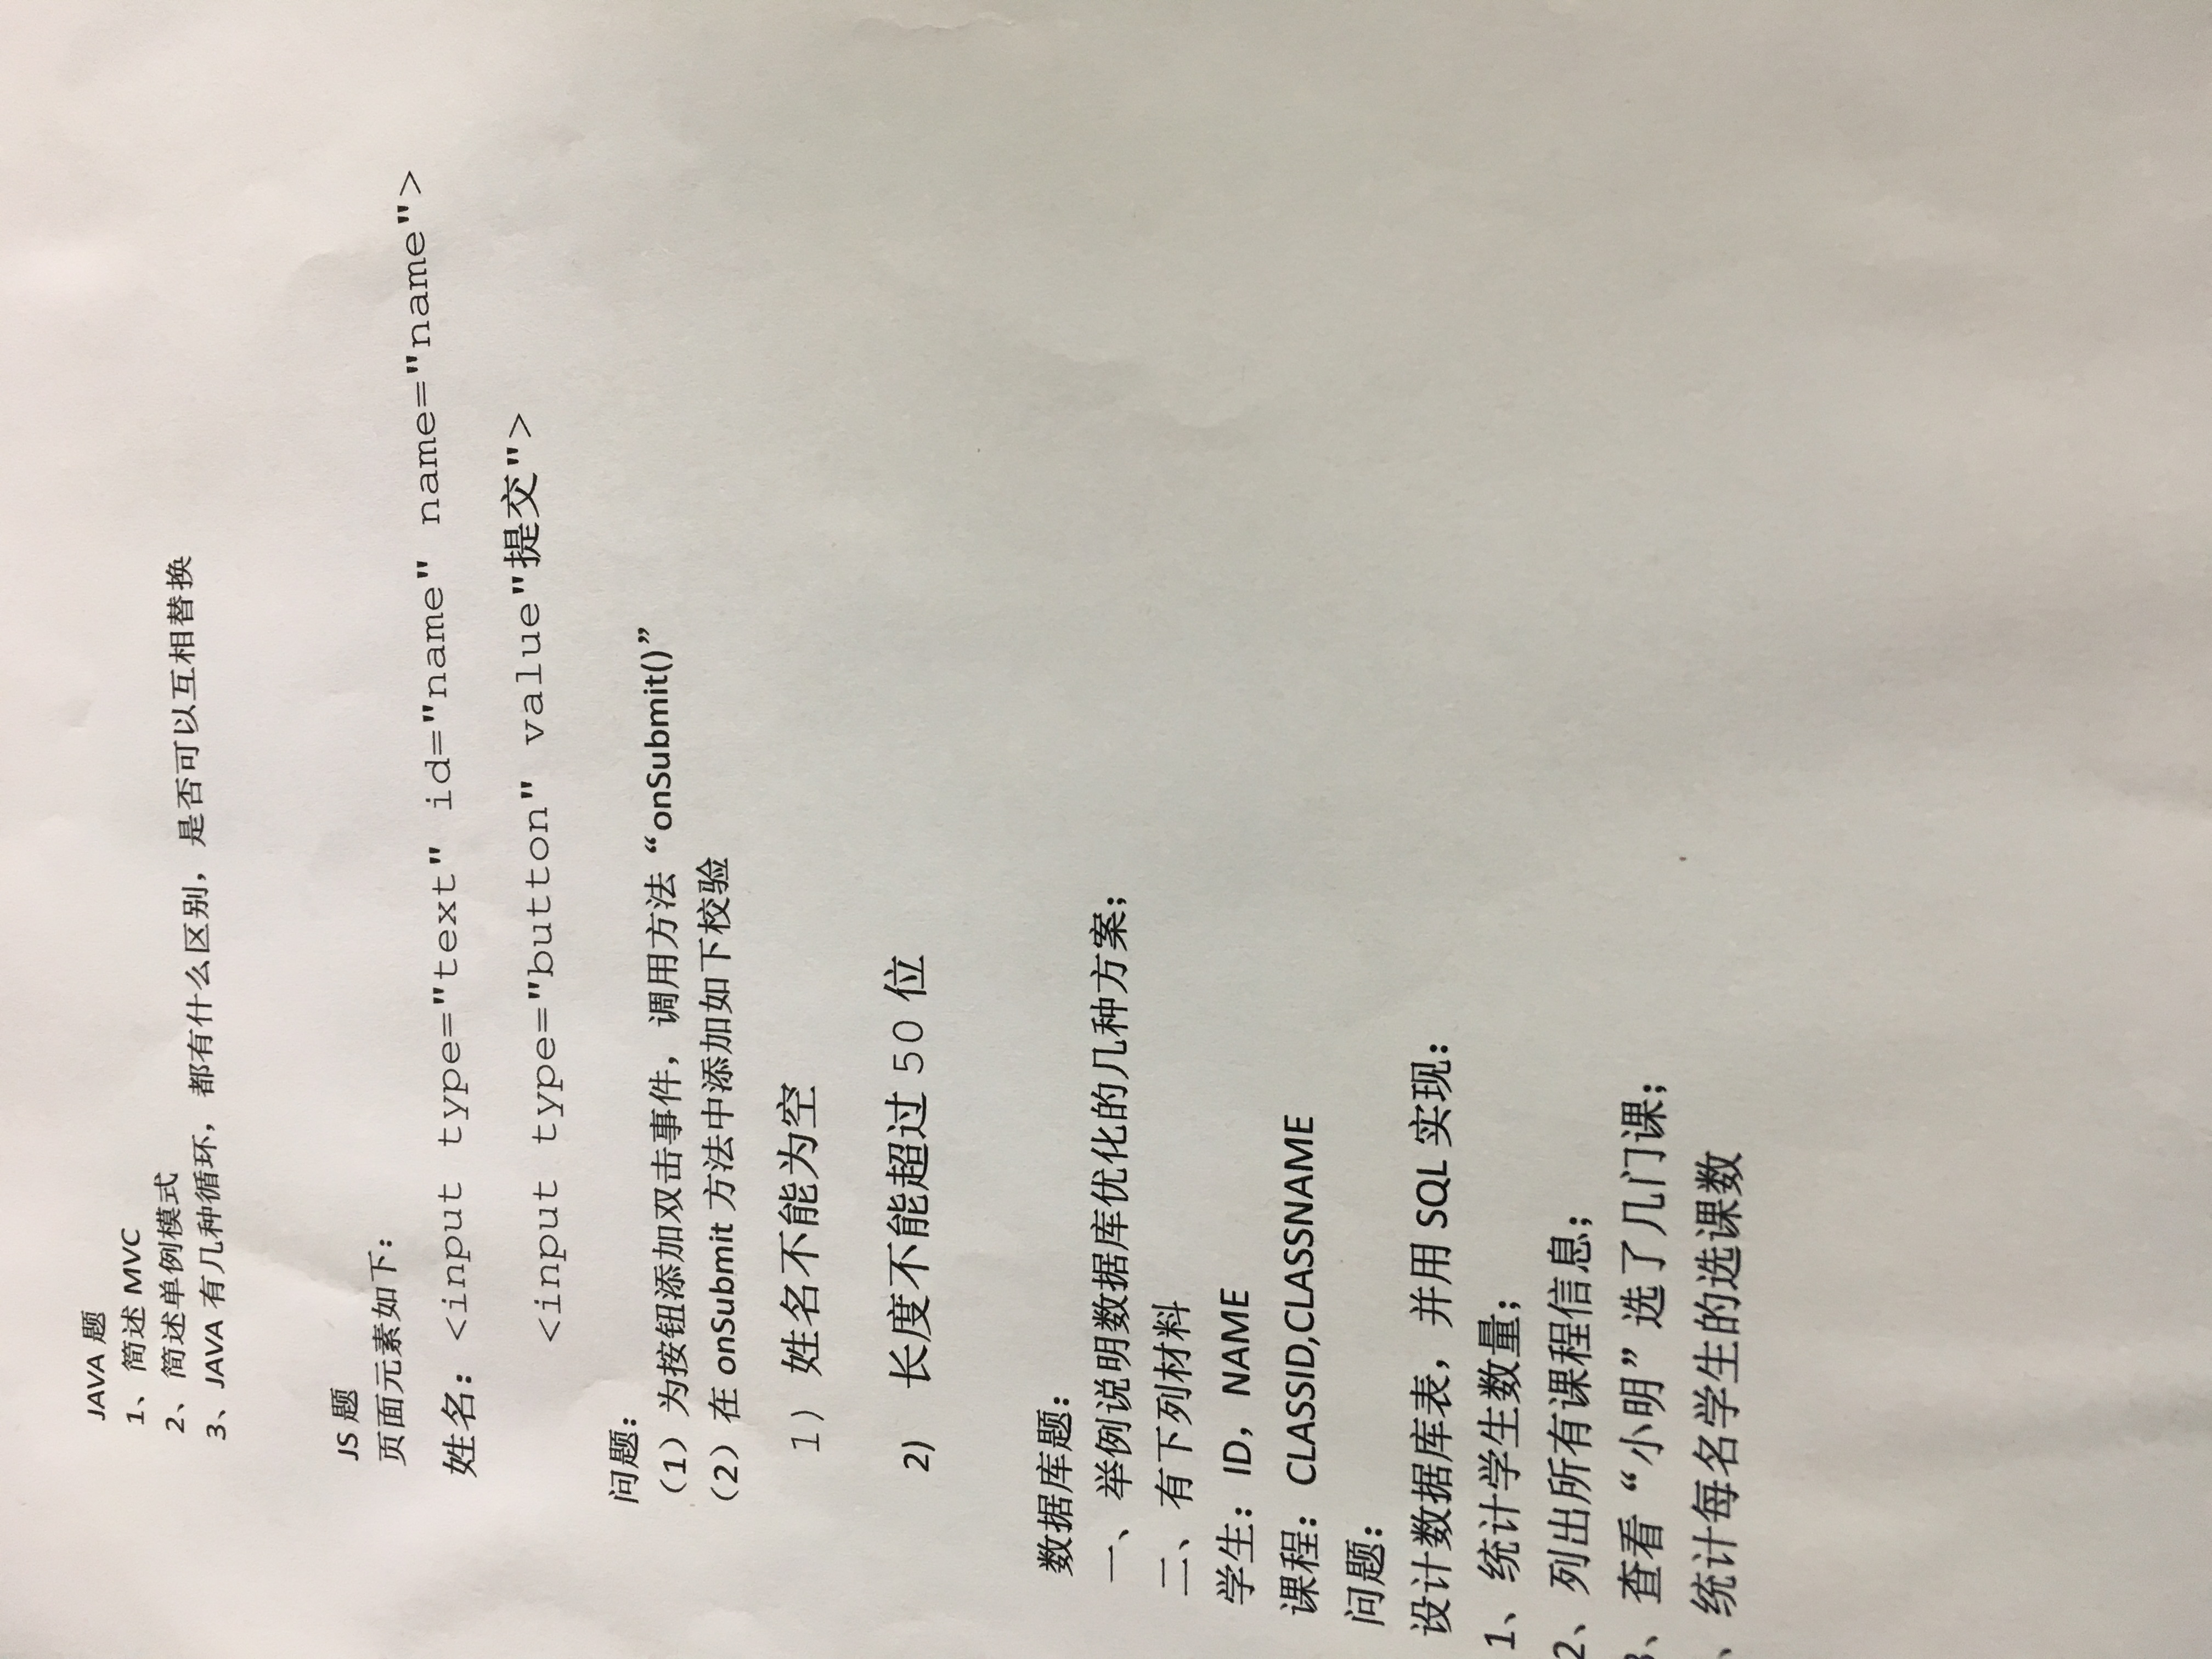 JAVA 题
1、简述 MVC
2、简述单例模式
3、JAVA 有几种循环，都有什么区别，是否可以互相替换
JS 题
页面元素如下：
姓名：<input type="text" id="name" name="name">
<input type="button" value"提交">
问题：
（1）为按钮添加双击事件，调用方法“onSubmit()”
（2）在 onSubmit 方法中添加如下校验
1) 姓名不能为空
2) 长度不能超过 50 位
数据库题：
一、举例说明数据库优化的几种方案；
二、有下列材料
学生：ID，NAME
课程：CLASSID,CLASSNAME
问题：
设计数据库表，并用 SQL 实现：
1、统计学生数量；
2、列出所有课程信息；
3、查看“小明”选了几门课；
、统计每名学生的选课数